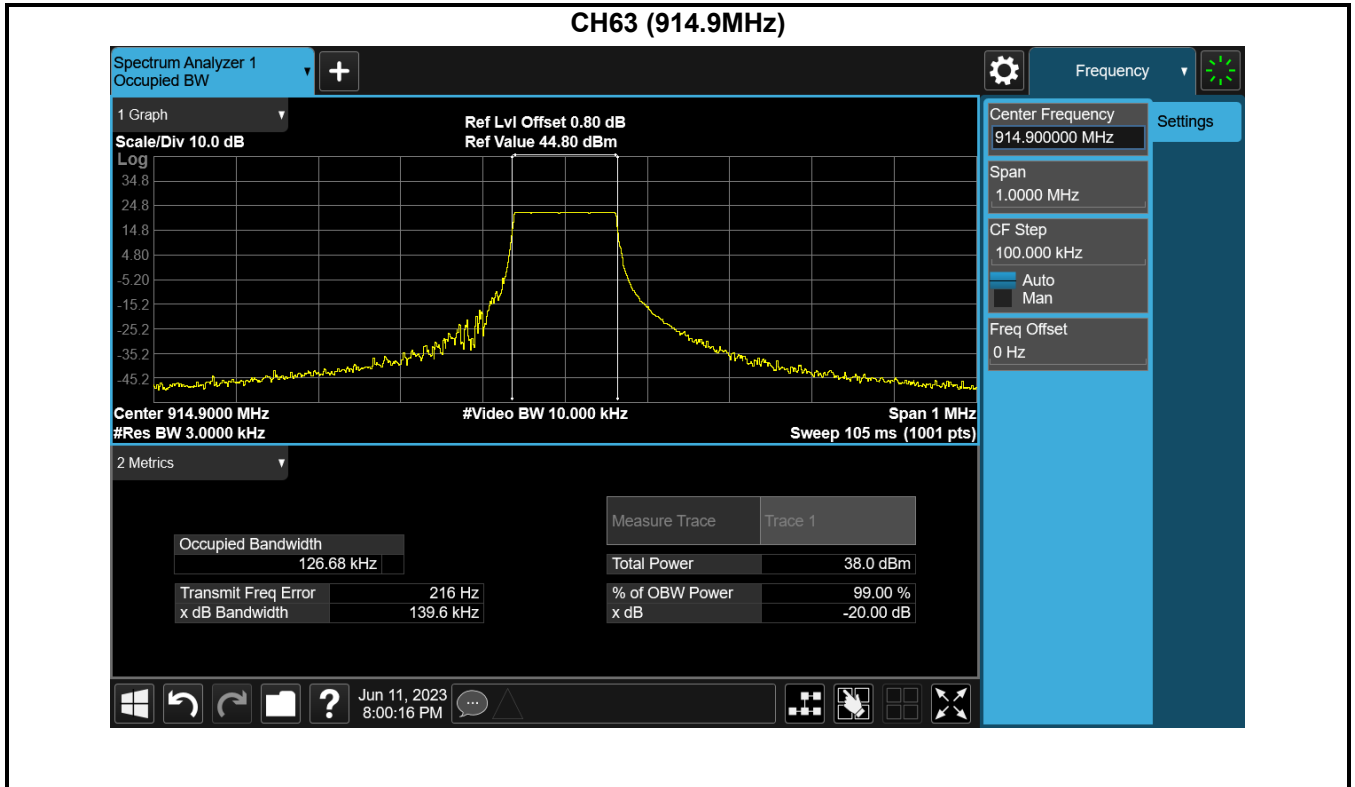 CH63 (914.9MHz)
Spectrum Analyzer 1
Occupied BW
Frequency
1 Graph
Scale/Div 10.0 dB
Ref Lvl Offset 0.80 dB
Ref Value 44.80 dBm
Log
34.8
24.8
14.8
4.80
-5.20
-15.2
-25.2
-35.2
-45.2
Center 914.9000 MHz
#Video BW 10.000 kHz
Span 1 MHz
#Res BW 3.0000 kHz
Sweep 105 ms (1001 pts)
Center Frequency
914.900000 MHz
Settings
Span
1.0000 MHz
CF Step
100.000 kHz
Auto
Man
Freq Offset
0 Hz
2 Metrics
Measure Trace Trace 1
Occupied Bandwidth
126.68 kHz
Total Power 38.0 dBm
Transmit Freq Error 216 Hz
% of OBW Power 99.00 %
x dB Bandwidth 139.6 kHz
x dB -20.00 dB
Jun 11, 2023
8:00:16 PM